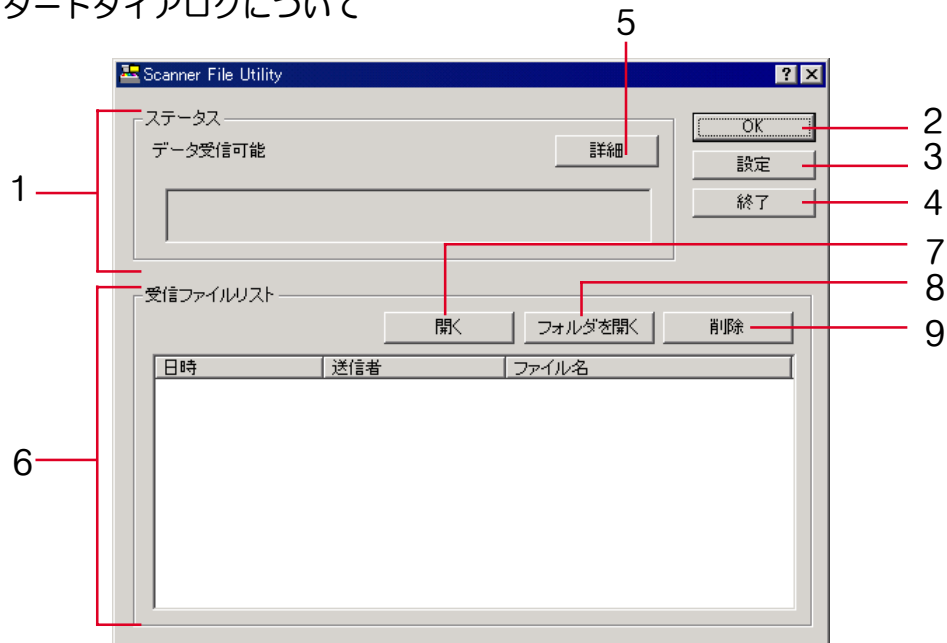 タートダイアログについて
5
Scanner File Utility
ステータス
データ受信可能
詳細
OK
設定
終了
1
2
3
4
7
8
9
受信ファイルリスト
開く
フォルダを開く
削除
日時
送信者
ファイル名
6